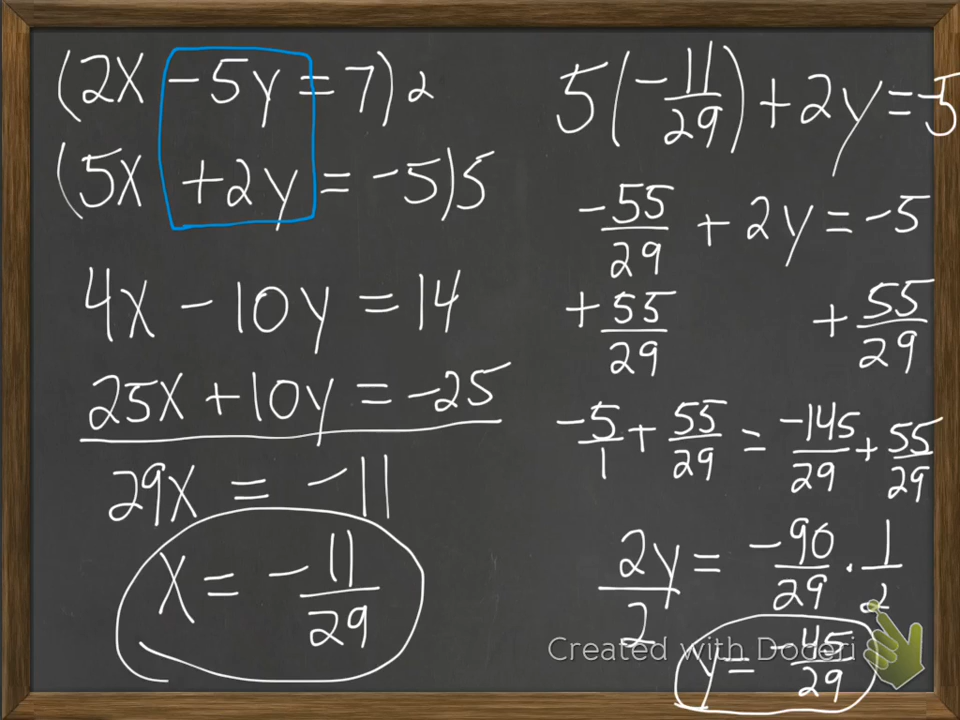 (2x -5y = 7) 2
(5x +2y = -5) 5
4x - 10y = 14
25x + 10y = -25
29x = -11
x = -11/29
5(-11/29) + 2y = -5
-55/29 + 2y = -5
+55/29 +55/29
-5/1 + 55/29 = -145/29 + 55/29
2y/2 = -90/29 · 1/2
y = -45/29
Created with Doceri